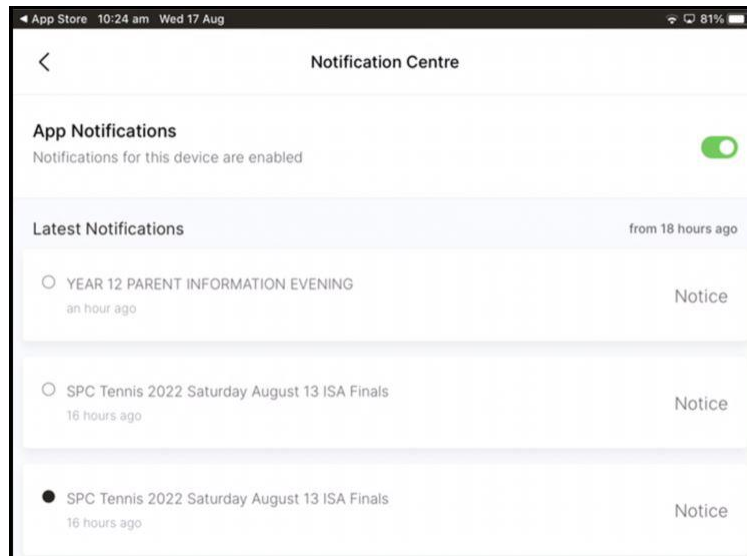 ◀ App Store 10:24 am Wed 17 Aug 81%
Notification Centre
App Notifications
Notifications for this device are enabled
Latest Notifications from 18 hours ago
YEAR 12 PARENT INFORMATION EVENING
an hour ago
Notice
SPC Tennis 2022 Saturday August 13 ISA Finals
16 hours ago
Notice
SPC Tennis 2022 Saturday August 13 ISA Finals
16 hours ago
Notice